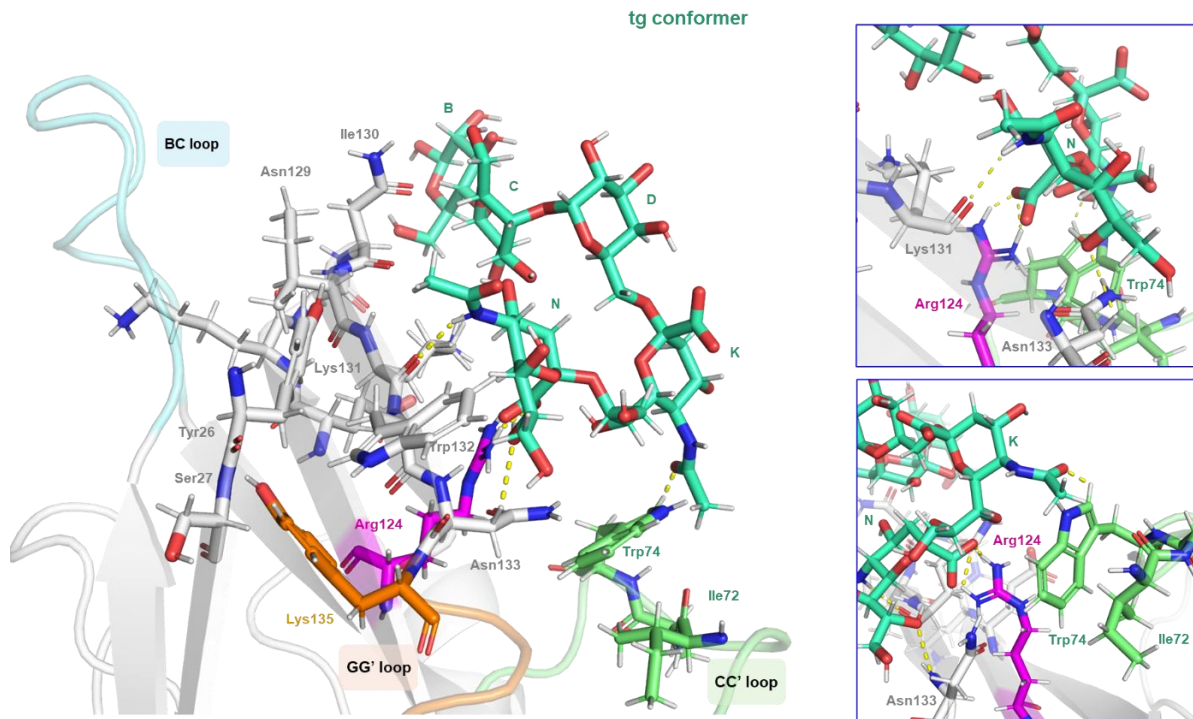 tg conformer
BC loop
Asn129
Ile130
B
C
D
N
K
Lys131
Tyr26
Ser27
Trp132
Arg124
Asn133
Lys135
Trp74
Ile72
GG' loop
CC' loop
N
Lys131
Arg124
Trp74
Asn133
K
N
Arg124
Trp74
Ile72
Asn133